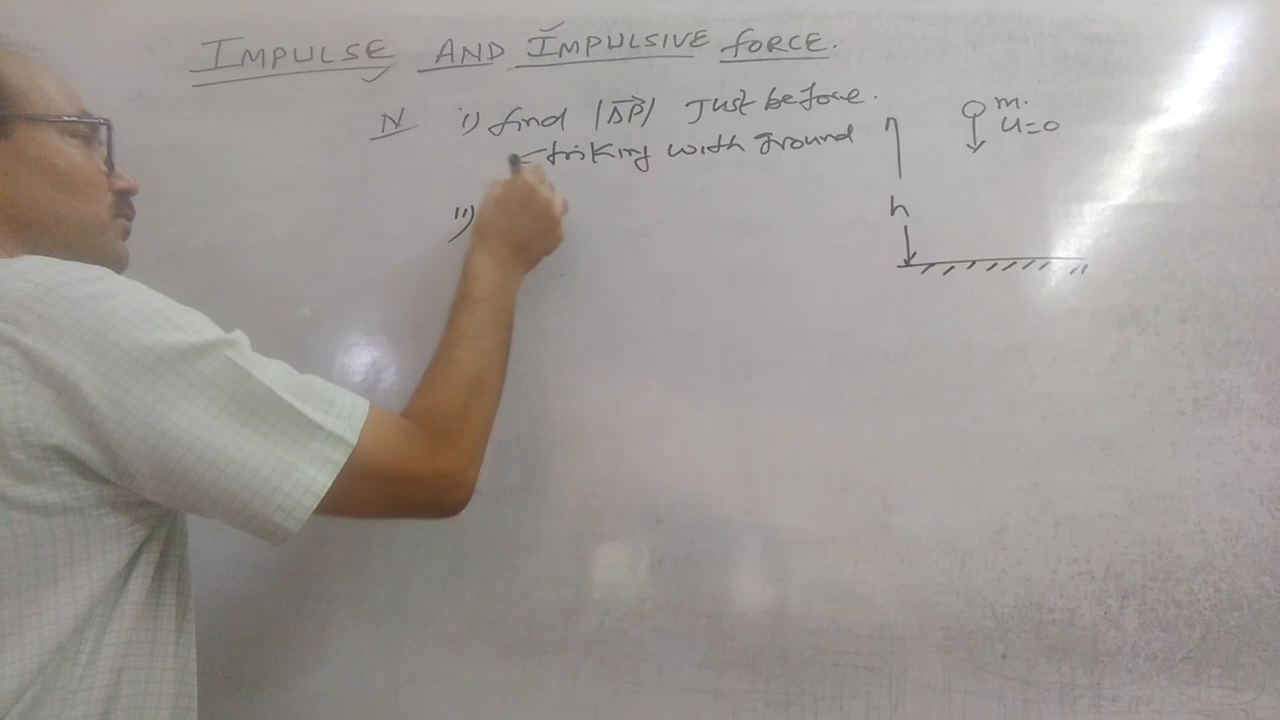 IMPULSE AND IMPULSIVE FORCE.
N i) find |ΔP⃗| Just before.
striking with ground
m.
u=0
h
ii)